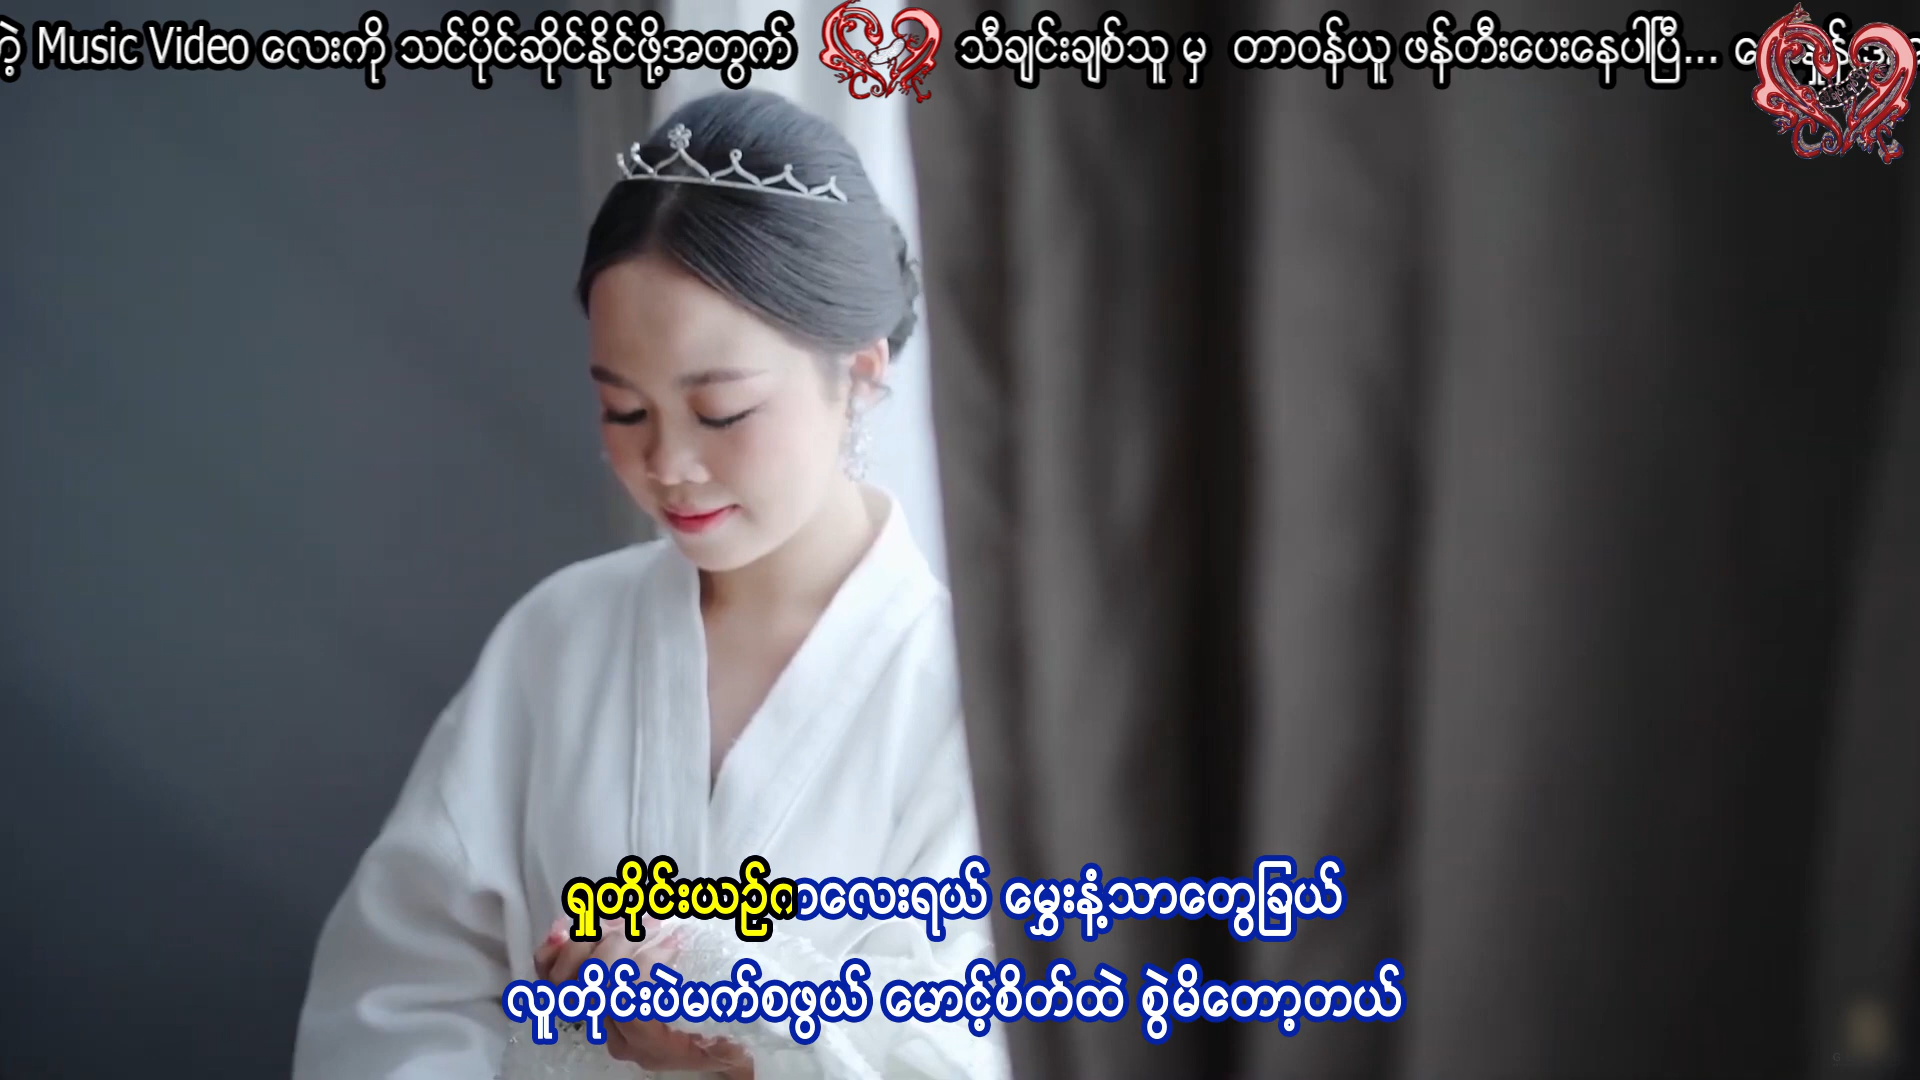 တဲ့ Music Video လေးကို သင်ပိုင်ဆိုင်နိုင်ဖို့အတွက် သီချင်းချစ်သူ မှ တာဝန်ယူ ဖန်တီးပေးနေပါပြီ...
ရှုတိုင်းယဉ်ကာလေးရယ် မွှေးနံ့သာတွေခြယ်
လူတိုင်းပဲမက်စဖွယ် မောင့်စိတ်ထဲ စွဲမိတော့တယ်